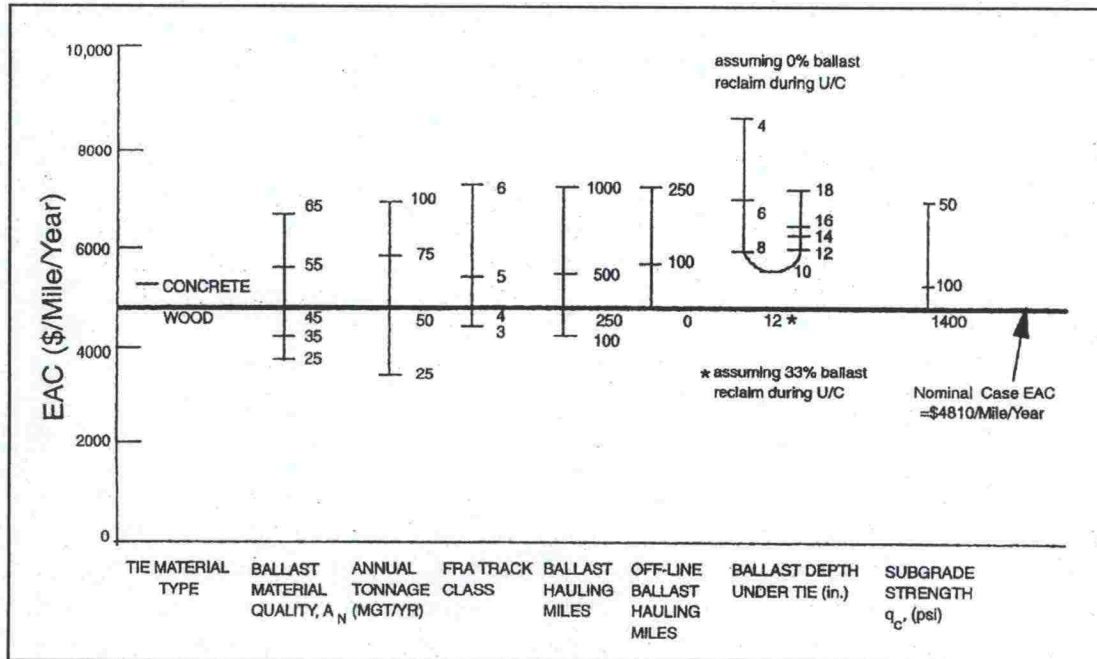 EAC ($/Mile/Year)
10,000
8000
6000
4000
2000
0
CONCRETE
WOOD
65
55
45
35
25
100
75
50
25
6
5
4
3
1000
500
250
100
250
100
0
assuming 0% ballast
reclaim during U/C
4
6
8
18
16
14
12
10
12 *
* assuming 33% ballast
reclaim during U/C
50
100
1400
Nominal Case EAC
=$4810/Mile/Year
TIE MATERIAL
TYPE
BALLAST
MATERIAL
QUALITY, A_N
ANNUAL
TONNAGE
(MGT/YR)
FRA TRACK
CLASS
BALLAST
HAULING
MILES
OFF-LINE
BALLAST
HAULING
MILES
BALLAST DEPTH
UNDER TIE (in.)
SUBGRADE
STRENGTH
q_c, (psi)